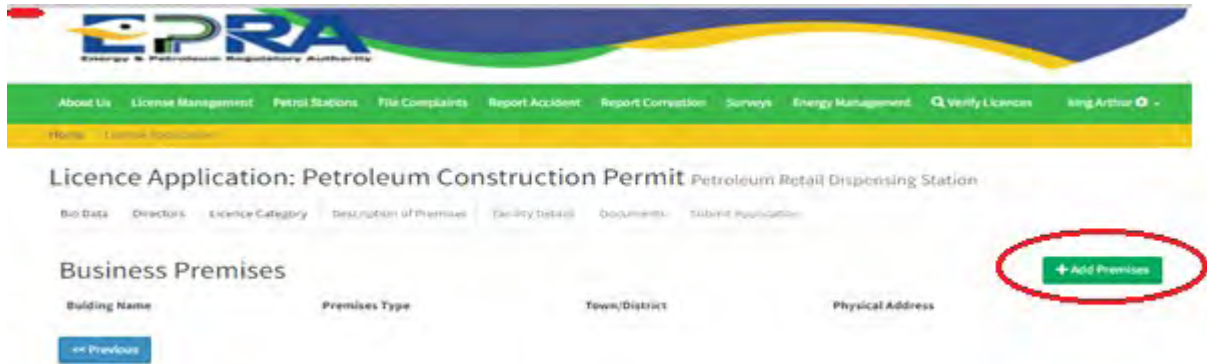 EPRA
Energy & Petroleum Regulatory Authority
About Us License Management Petrol Stations File Complaints Report Accident Report Corruption Surveys Energy Management Verify Licences king Arthur
Home License Application
Licence Application: Petroleum Construction Permit Petroleum Retail Dispensing Station
Bio Data Directors Licence Category Description of Premises Facility Details Documents Submit Application
Business Premises
+ Add Premises
Building Name Premises Type Town/District Physical Address
<< Previous